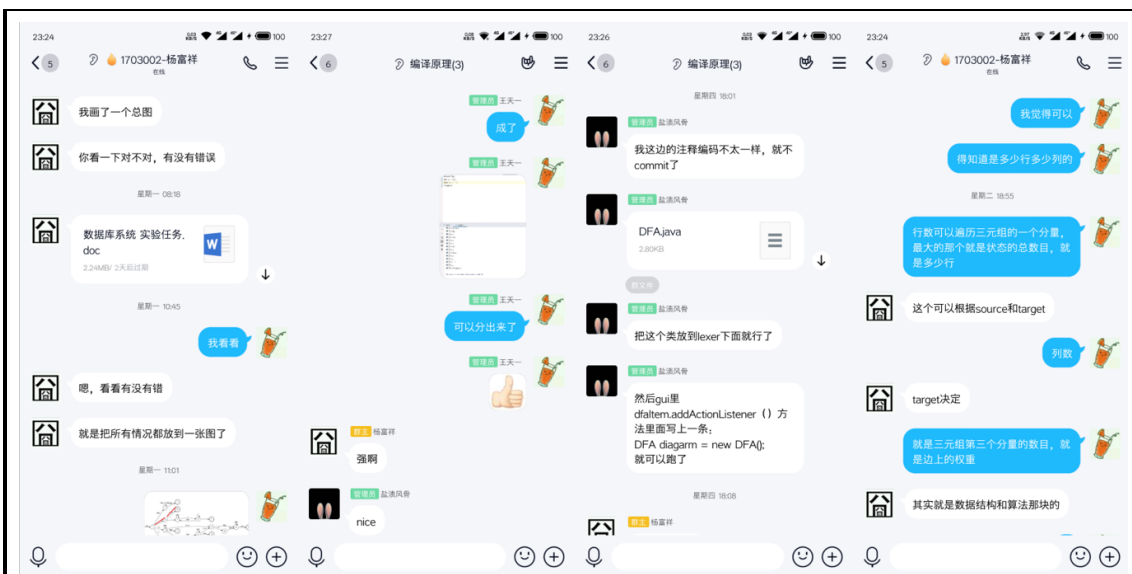 23:24
100
5
1703002-杨富祥
在线
我画了一个总图
你看一下对不对，有没有错误
星期一 08:18
数据库系统 实验任务.
doc
2.24MB/ 2天后过期
星期一 10:45
我看看
嗯，看看有没有错
就是把所有情况都放到一张图了
星期一 11:01
23:27
100
6
编译原理(3)
管理员 王天一
成了
管理员 王天一
管理员 王天一
可以分出来了
管理员 王天一
群主 杨富祥
强啊
管理员 盐渍风骨
nice
23:26
100
6
编译原理(3)
星期四 18:01
管理员 盐渍风骨
我这边的注释编码不太一样，就不
commit了
管理员 盐渍风骨
DFA.java
2.80KB
管理员 盐渍风骨
把这个类放到lexer下面就行了
管理员 盐渍风骨
然后gui里
dfaItem.addActionListener（）方
法里面写上一条：
DFA diagarm = new DFA();
就可以跑了
星期四 18:08
群主 杨富祥
23:24
100
5
1703002-杨富祥
在线
我觉得可以
得知道是多少行多少列的
星期二 18:55
行数可以遍历三元组的一个分量，
最大的那个就是状态的总数目，就
是多少行
这个可以根据source和target
列数
target决定
就是三元组第三个分量的数目，就
是边上的权重
其实就是数据结构和算法那块的